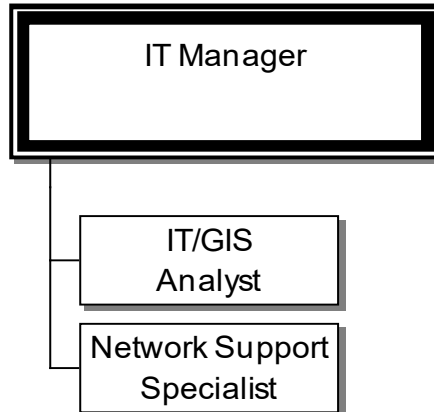 IT Manager
IT/GIS
Analyst
Network Support
Specialist